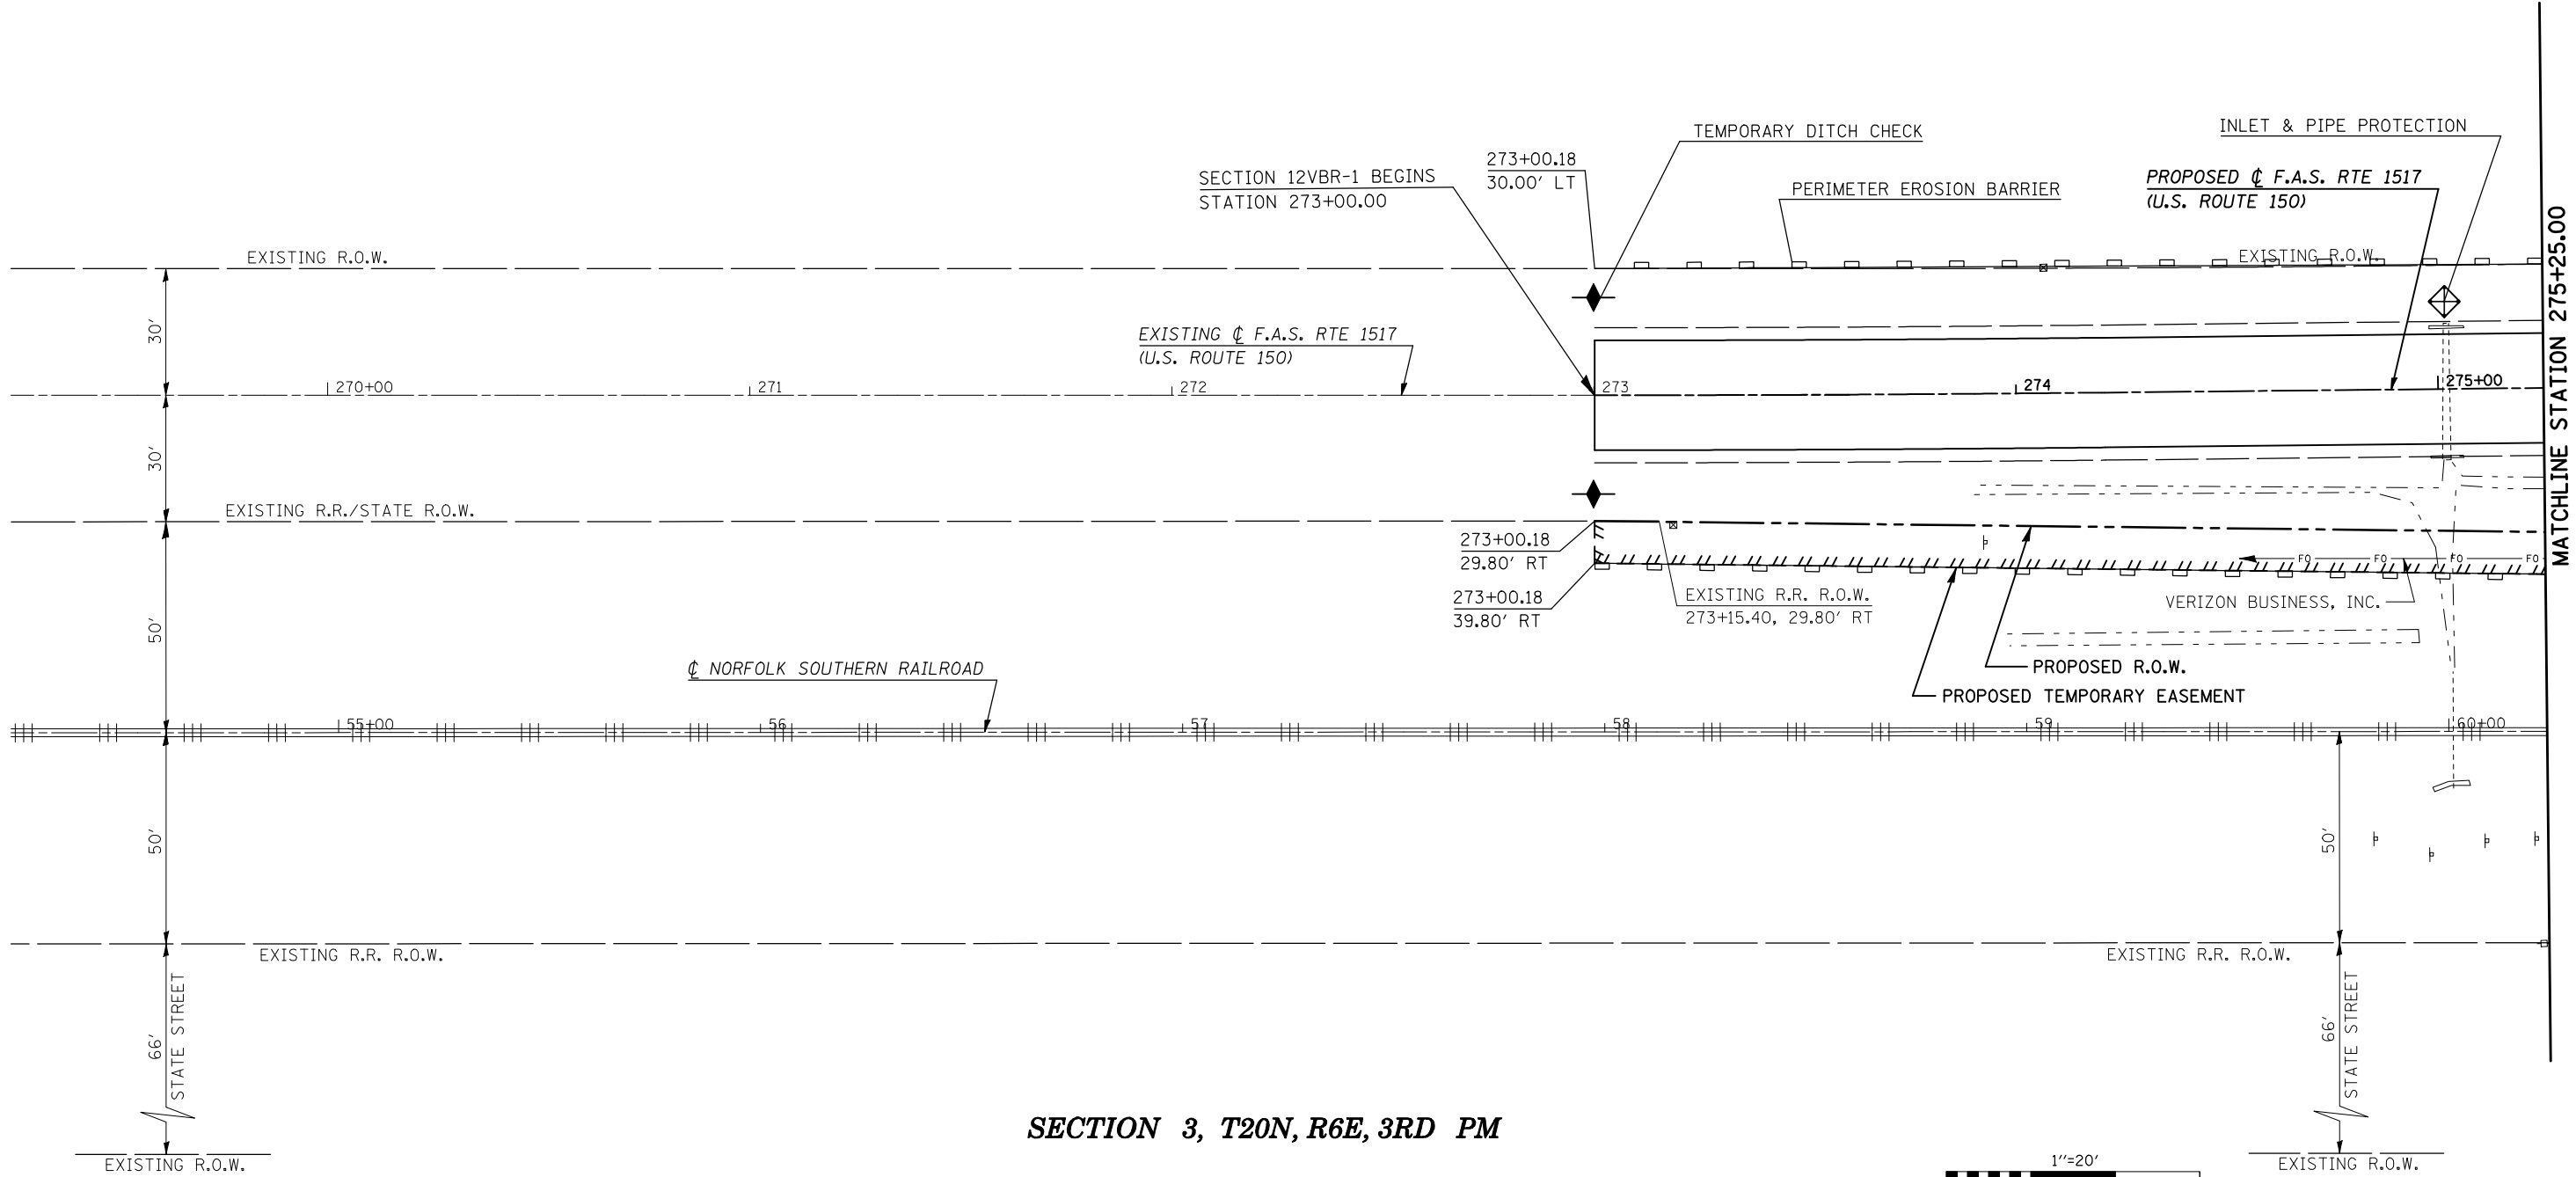 TEMPORARY DITCH CHECK
INLET & PIPE PROTECTION
273+00.18
30.00' LT
SECTION 12VBR-1 BEGINS
STATION 273+00.00
PERIMETER EROSION BARRIER
PROPOSED ℄ F.A.S. RTE 1517
(U.S. ROUTE 150)
MATCHLINE STATION 275+25.00
EXISTING R.O.W.
EXISTING R.O.W.
30'
EXISTING ℄ F.A.S. RTE 1517
(U.S. ROUTE 150)
270+00
271
272
273
274
275+00
30'
EXISTING R.R./STATE R.O.W.
273+00.18
29.80' RT
FO
FO
FO
FO
273+00.18
39.80' RT
EXISTING R.R. R.O.W.
273+15.40, 29.80' RT
VERIZON BUSINESS, INC.
50'
℄ NORFOLK SOUTHERN RAILROAD
PROPOSED R.O.W.
PROPOSED TEMPORARY EASEMENT
55+00
56
57
58
59
60+00
50'
50'
EXISTING R.R. R.O.W.
EXISTING R.R. R.O.W.
66'
STATE STREET
66'
STATE STREET
SECTION 3, T20N, R6E, 3RD PM
EXISTING R.O.W.
EXISTING R.O.W.
1"=20'